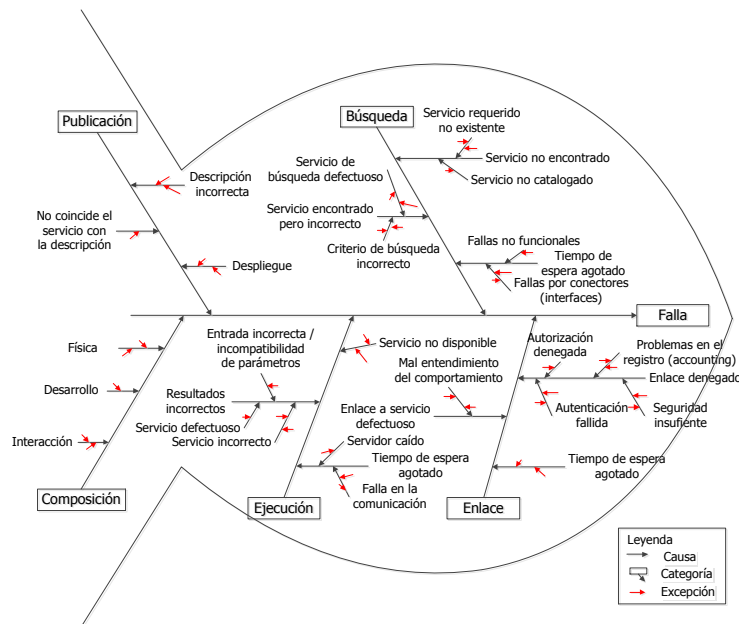 Publicación
Descripción
incorrecta
No coincide el
servicio con
la descripción
Despliegue
Búsqueda
Servicio requerido
no existente
Servicio no encontrado
Servicio no catalogado
Servicio de
búsqueda defectuoso
Servicio encontrado
pero incorrecto
Criterio de búsqueda
incorrecto
Fallas no funcionales
Tiempo de
espera agotado
Fallas por conectores
(interfaces)
Falla
Física
Desarrollo
Interacción
Composición
Entrada incorrecta /
incompatibilidad
de parámetros
Servicio no disponible
Resultados
incorrectos
Servicio defectuoso
Servicio incorrecto
Servidor caído
Tiempo de espera
agotado
Falla en la
comunicación
Ejecución
Autorización
denegada
Problemas en el
registro (accounting)
Enlace denegado
Mal entendimiento
del comportamiento
Autenticación
fallida
Seguridad
insufiente
Enlace a servicio
defectuoso
Tiempo de espera
agotado
Enlace
Leyenda
Causa
Categoría
Excepción